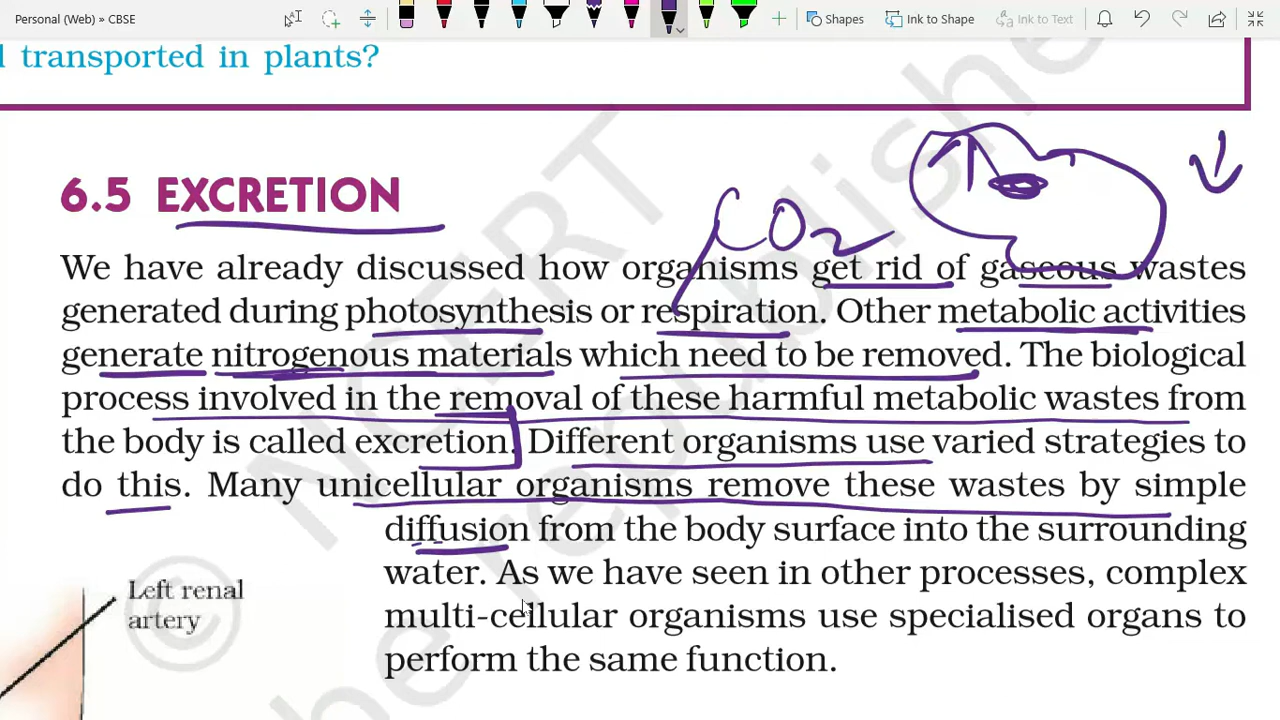 Personal (Web) » CBSE
Shapes
Ink to Shape
Ink to Text
transported in plants?
6.5 EXCRETION
CO2
We have already discussed how organisms get rid of gaseous wastes
generated during photosynthesis or respiration. Other metabolic activities
generate nitrogenous materials which need to be removed. The biological
process involved in the removal of these harmful metabolic wastes from
the body is called excretion. Different organisms use varied strategies to
do this. Many unicellular organisms remove these wastes by simple
diffusion from the body surface into the surrounding
water. As we have seen in other processes, complex
multi-cellular organisms use specialised organs to
perform the same function.
Left renal
artery
© NCERT